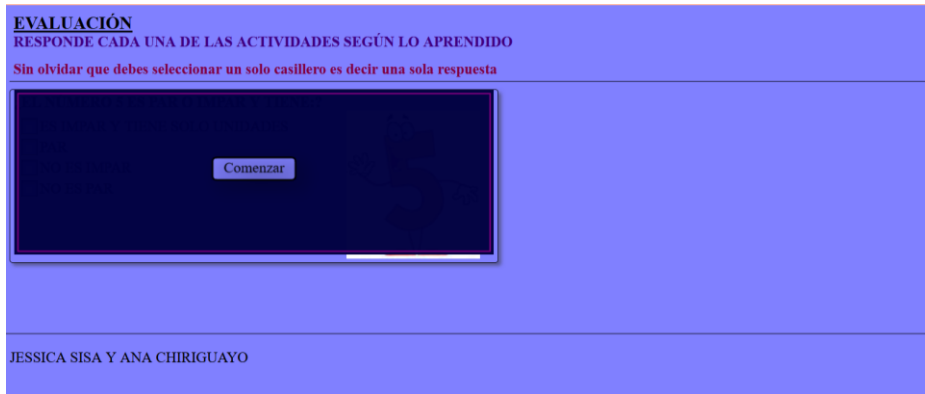 EVALUACIÓN
RESPONDE CADA UNA DE LAS ACTIVIDADES SEGÚN LO APRENDIDO
Sin olvidar que debes seleccionar un solo casillero es decir una sola respuesta
Comenzar
JESSICA SISA Y ANA CHIRIGUAYO